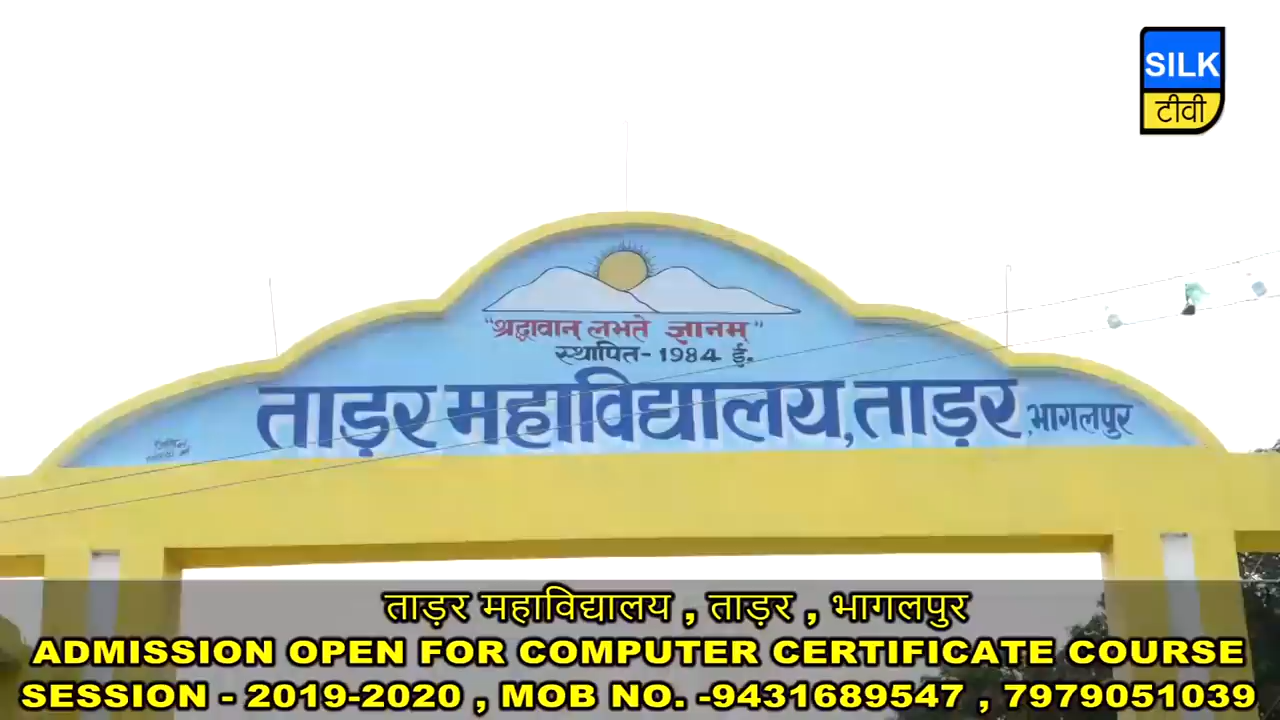 SILK
टीवी
"श्रद्धावान् लभते ज्ञानम्"
स्थापित- 1984 ई.
ताड़र महाविद्यालय, ताड़र, भागलपुर
ताड़र महाविद्यालय , ताड़र , भागलपुर
ADMISSION OPEN FOR COMPUTER CERTIFICATE COURSE
SESSION - 2019-2020 , MOB NO. -9431689547 , 7979051039